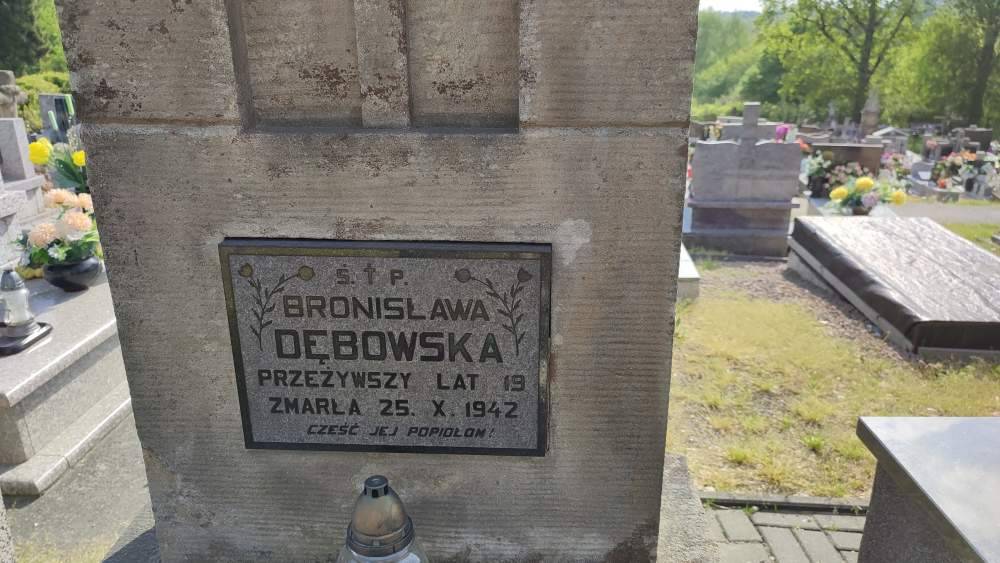 Ś. † P.
BRONISŁAWA
DĘBOWSKA
PRZEŻYWSZY LAT 19
ZMARŁA 25. X. 1942
CZEŚĆ JEJ POPIOŁOM!